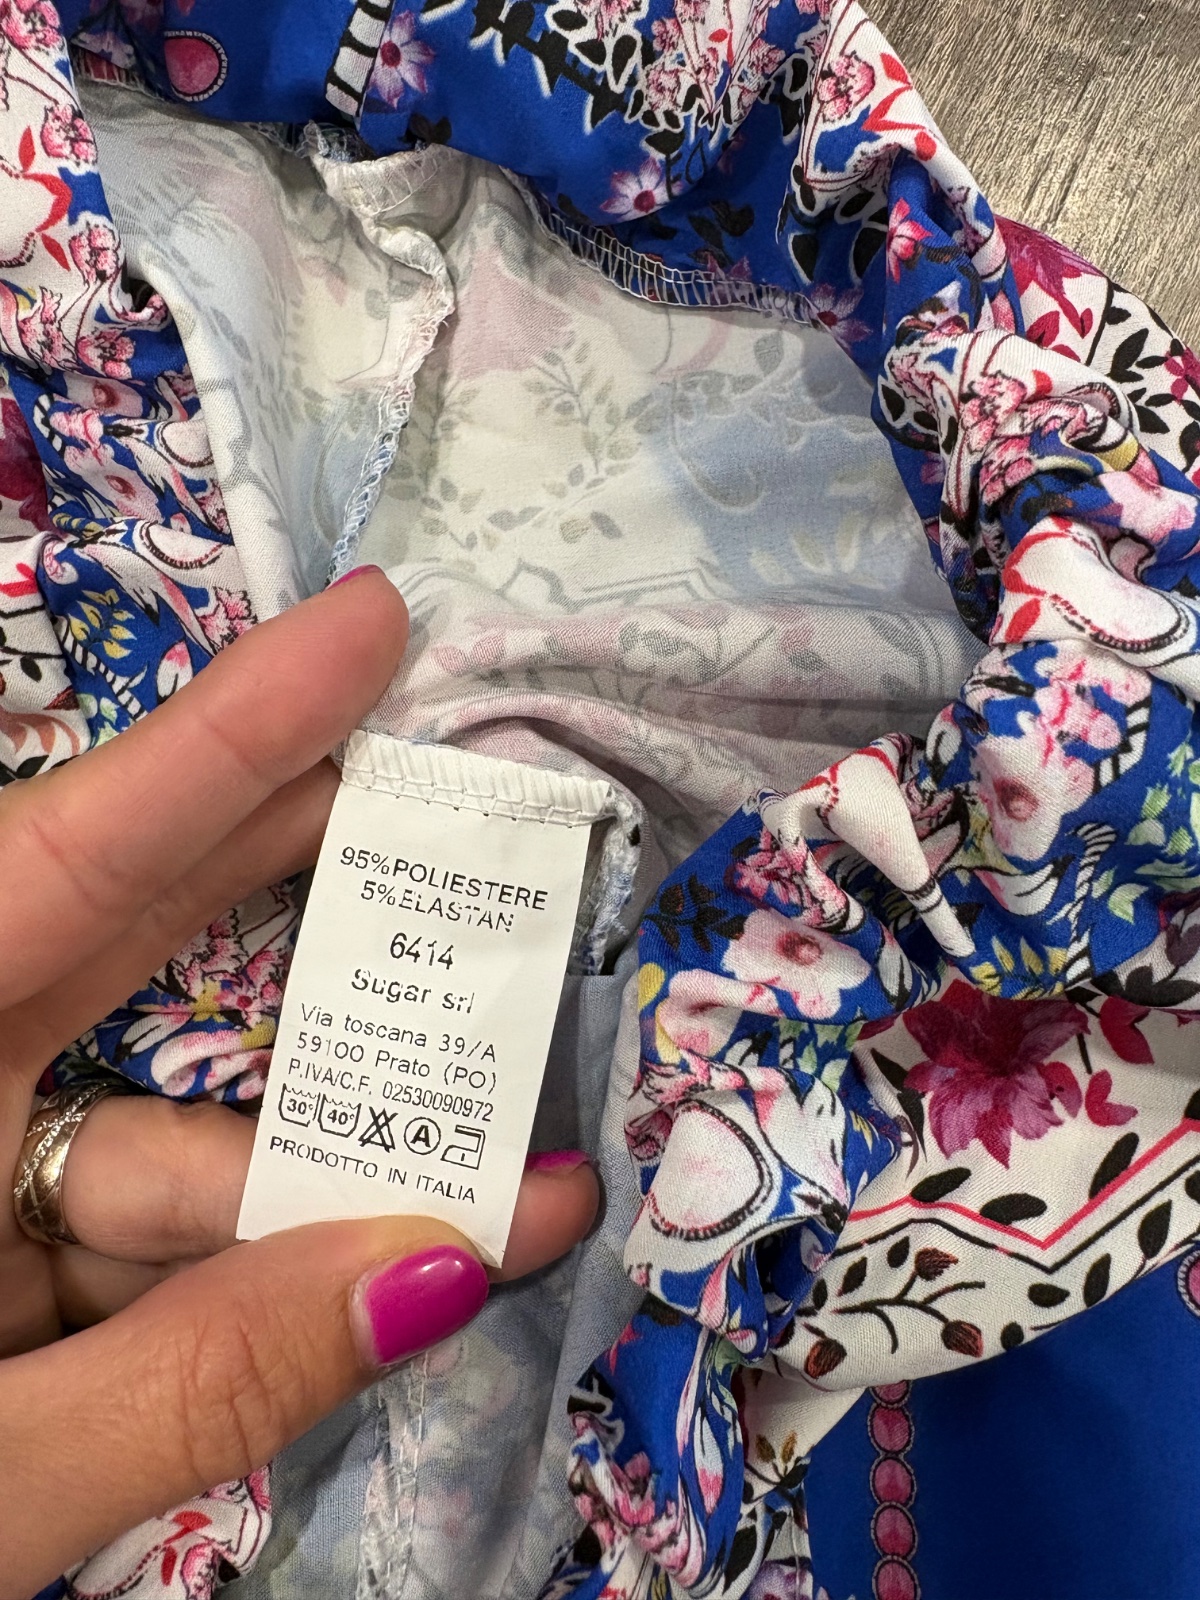 95%POLIESTERE
5%ELASTAN
6414
Sugar srl
Via toscana 39/A
59100 Prato (PO)
P.IVA/C.F. 02530090972
30° 40° A
PRODOTTO IN ITALIA